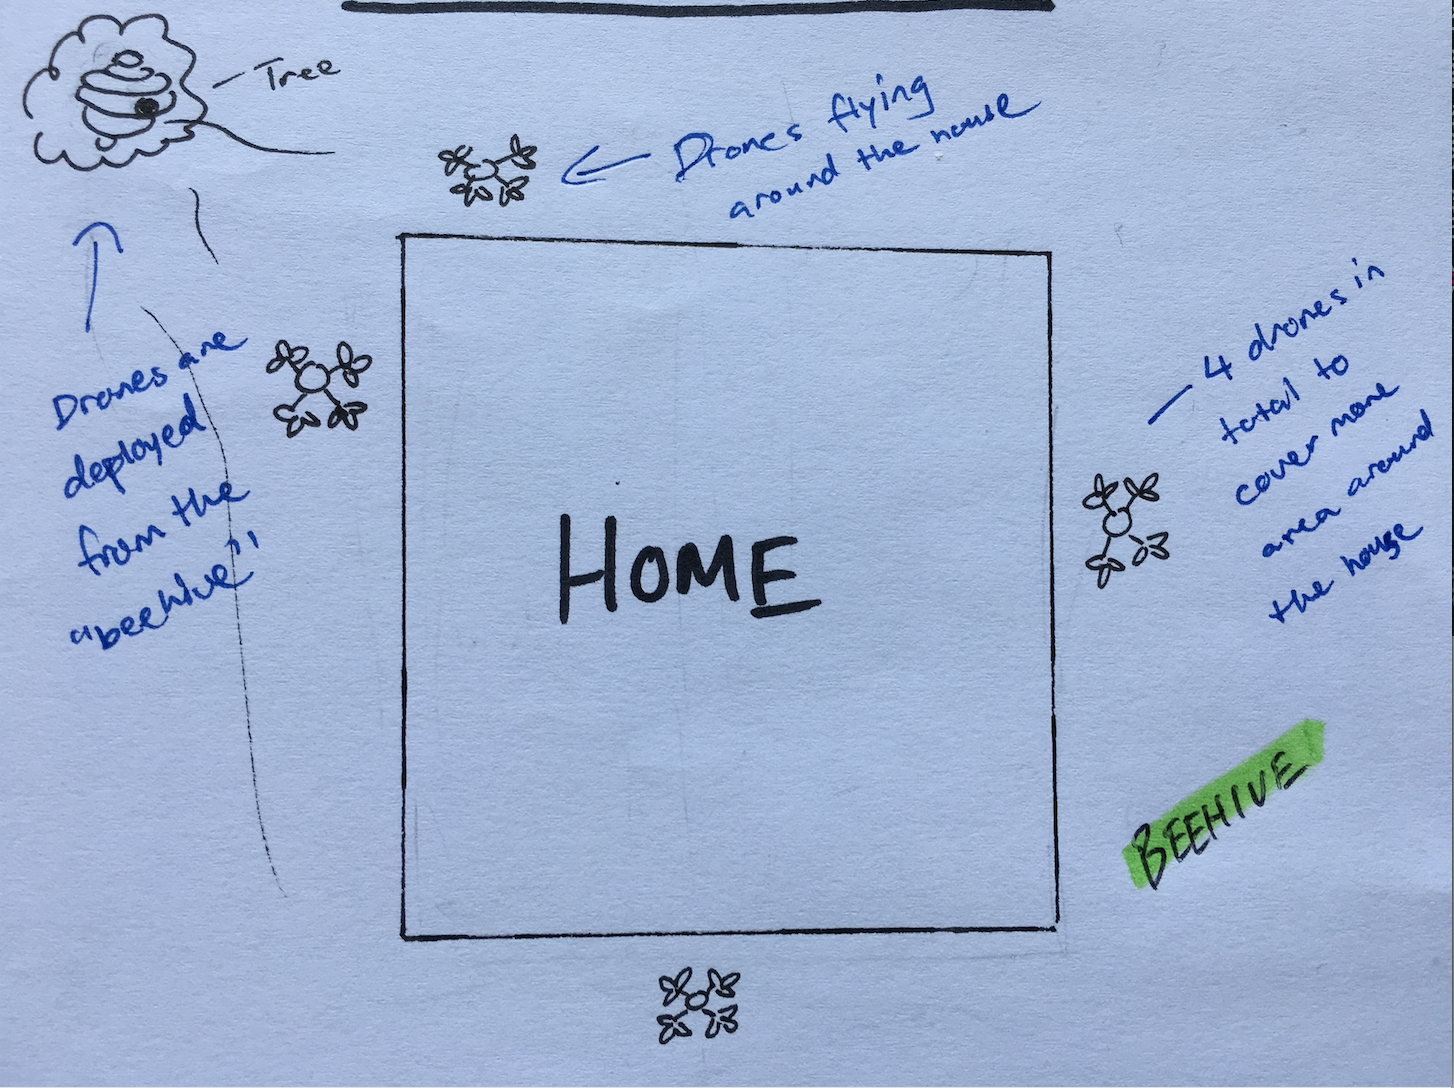 Tree
Drones flying
around the house
Drones are
deployed
from the
"beehive"
4 drones in
total to
cover more
area around
the house
HOME
BEEHIVE